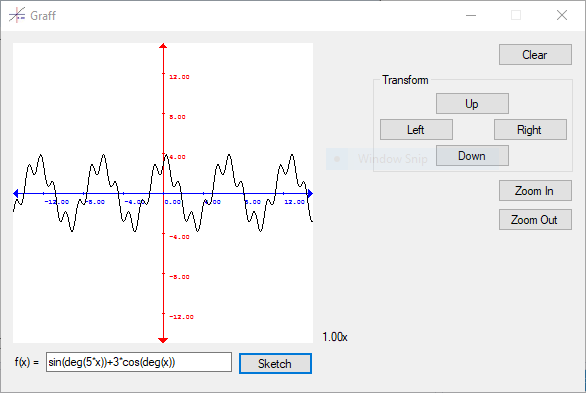 Graff
Clear
Transform
Up
Left
Right
Window Snip
Down
Zoom In
Zoom Out
12.00
8.00
4.00
-12.00
-8.00
-4.00
0.00
4.00
8.00
12.00
-4.00
-8.00
-12.00
1.00x
f(x) =
sin(deg(5*x))+3*cos(deg(x))
Sketch